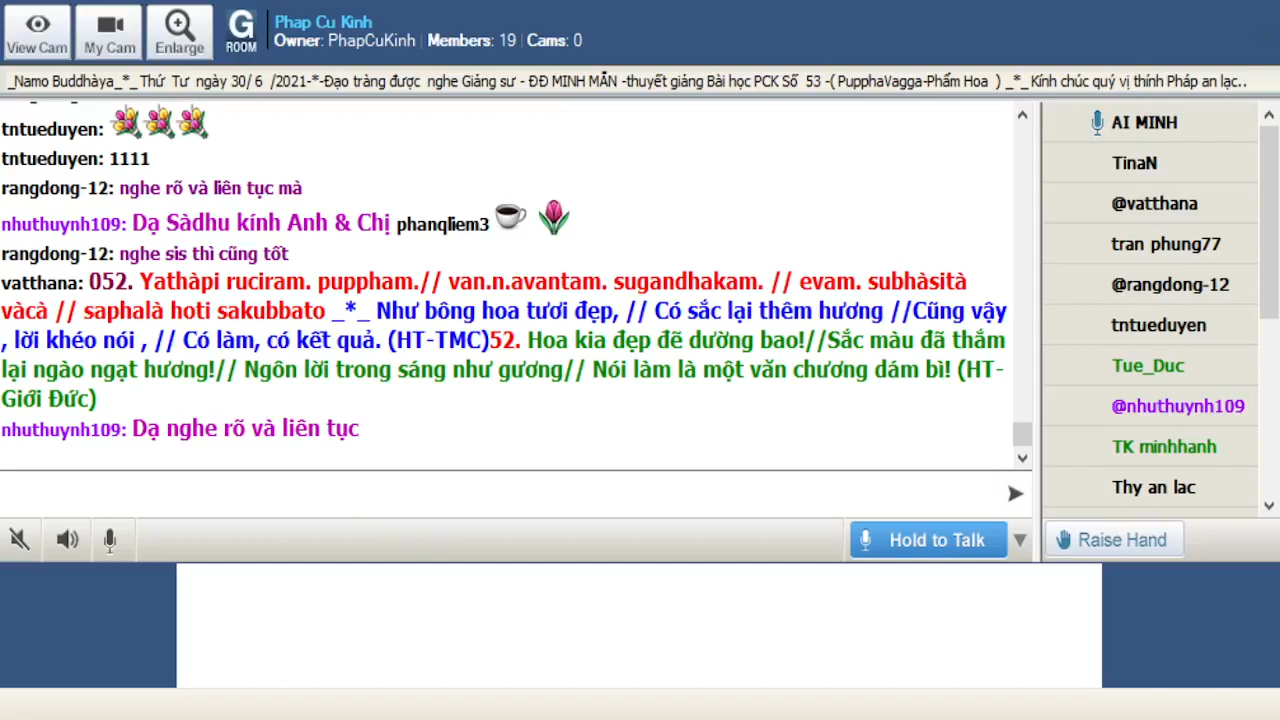 View Cam
My Cam
Enlarge
G
ROOM
Phap Cu Kinh
Owner: PhapCuKinh | Members: 19 | Cams: 0
_Namo Buddhàya_*_ Thứ Tư ngày 30/ 6 /2021-*-Đạo tràng được nghe Giảng sư - ĐĐ MINH MẪN -thuyết giảng Bài học PCK Số 53 -( PupphaVagga-Phẩm Hoa ) _*_ Kính chúc quý vị thính Pháp an lạc..
tntueduyen:
tntueduyen: 1111
rangdong-12: nghe rõ và liên tục mà
nhuthuynh109: Dạ Sàdhu kính Anh & Chị phanqliem3
rangdong-12: nghe sis thì cũng tốt
vatthana: 052. Yathàpi ruciram. puppham.// van.n.avantam. sugandhakam. // evam. subhàsità
vàcà // saphalà hoti sakubbato _*_ Như bông hoa tươi đẹp, // Có sắc lại thêm hương //Cũng vậy
, lời khéo nói , // Có làm, có kết quả. (HT-TMC)52. Hoa kia đẹp đẽ dường bao!//Sắc màu đã thắm
lại ngào ngạt hương!// Ngôn lời trong sáng như gương// Nói làm là một vẵn chương dám bì! (HT-
Giới Đức)
nhuthuynh109: Dạ nghe rõ và liên tục
AI MINH
TinaN
@vatthana
tran phung77
@rangdong-12
tntueduyen
Tue_Duc
@nhuthuynh109
TK minhhanh
Thy an lac
Hold to Talk
Raise Hand